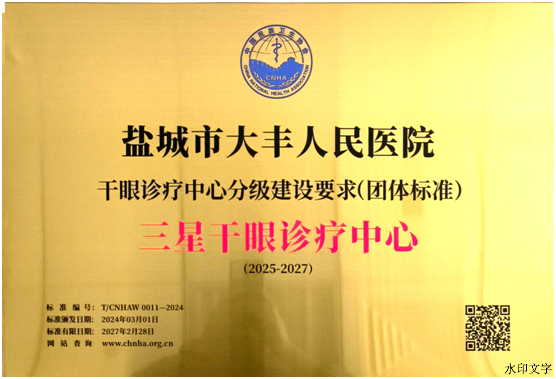 中国民族卫生协会
CNHA
CHINA NATIONAL HEALTH ASSOCIATION
盐城市大丰人民医院
干眼诊疗中心分级建设要求(团体标准)
三星干眼诊疗中心
(2025-2027)
标 准 编 号: T/CNHAW 0011—2024
标准颁发日期: 2024年03月01日
标准有限日期: 2027年2月28日
网 站 查 询: www.chnha.org.cn
水印文字